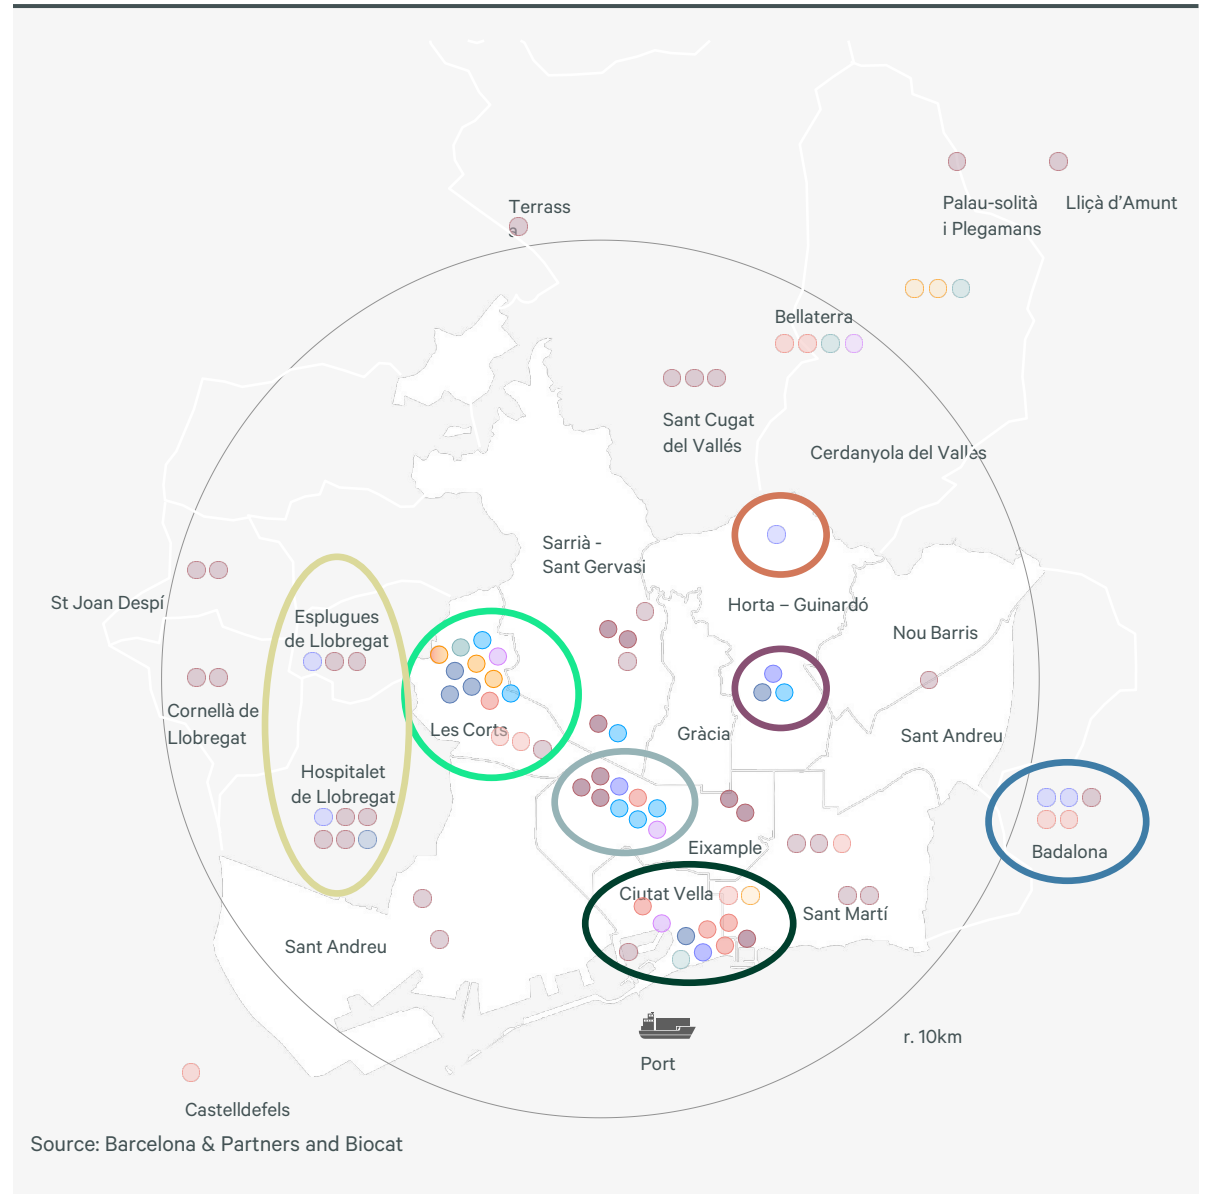 Terrass
a
Palau-solità
i Plegamans
Lliçà d’Amunt
Bellaterra
Sant Cugat
del Vallés
Cerdanyola del Valles
Sarrià -
Sant Gervasi
St Joan Despí
Esplugues
de Llobregat
Horta – Guinardó
Nou Barris
Cornellà de
Llobregat
Les Corts
Gràcia
Sant Andreu
Hospitalet
de Llobregat
Eixample
Badalona
Ciutat Vella
Sant Martí
Sant Andreu
r. 10km
Port
Castelldefels
Source: Barcelona & Partners and Biocat